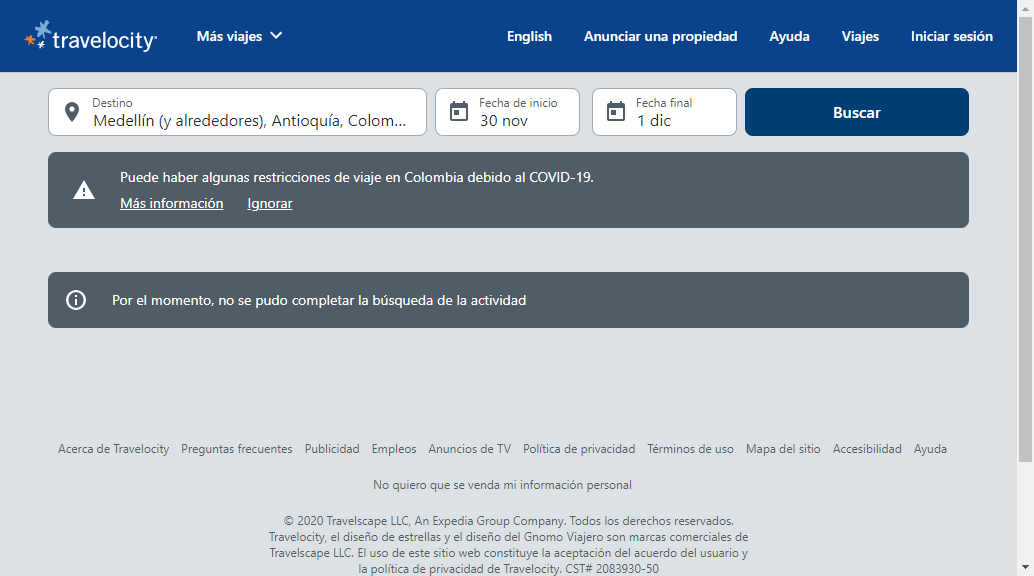 travelocity
Más viajes
English
Anunciar una propiedad
Ayuda
Viajes
Iniciar sesión
Destino
Medellín (y alrededores), Antioquía, Colom...
Fecha de inicio
30 nov
Fecha final
1 dic
Buscar
Puede haber algunas restricciones de viaje en Colombia debido al COVID-19.
Más información Ignorar
Por el momento, no se pudo completar la búsqueda de la actividad
Acerca de Travelocity Preguntas frecuentes Publicidad Empleos Anuncios de TV Política de privacidad Términos de uso Mapa del sitio Accesibilidad Ayuda
No quiero que se venda mi información personal
© 2020 Travelscape LLC, An Expedia Group Company. Todos los derechos reservados.
Travelocity, el diseño de estrellas y el diseño del Gnomo Viajero son marcas comerciales de
Travelscape LLC. El uso de este sitio web constituye la aceptación del acuerdo del usuario y
la política de privacidad de Travelocity. CST# 2083930-50